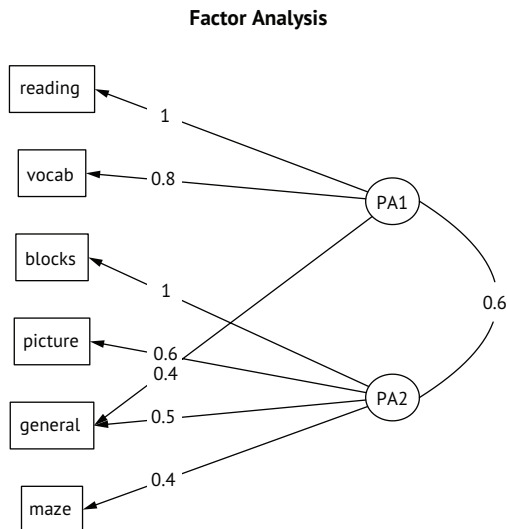 Factor Analysis
reading
1
vocab
0.8
PA1
blocks
1
0.6
picture
0.6
0.4
PA2
general
0.5
0.4
maze